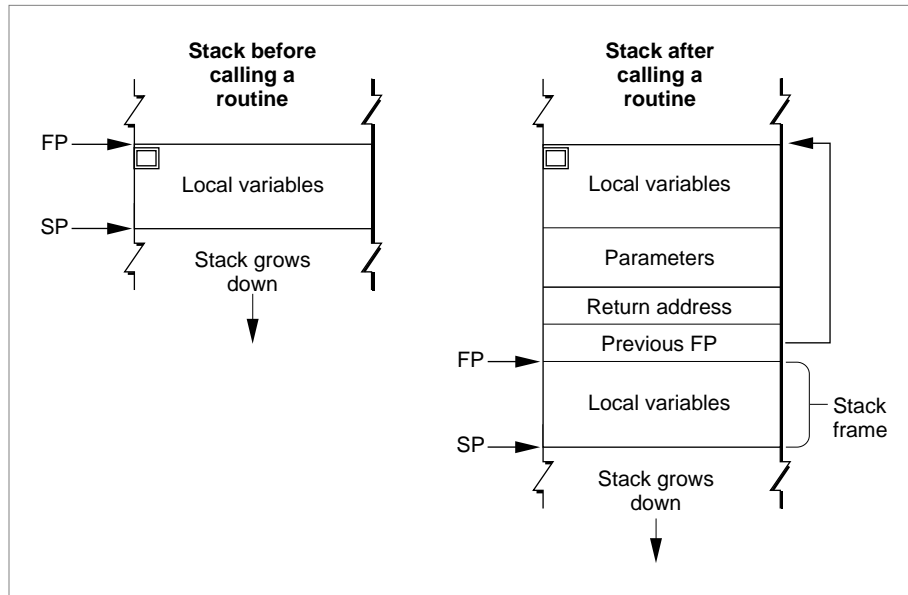 Stack before
calling a
routine
FP
Local variables
SP
Stack grows
down
Stack after
calling a
routine
Local variables
Parameters
Return address
Previous FP
FP
Local variables
Stack
frame
SP
Stack grows
down